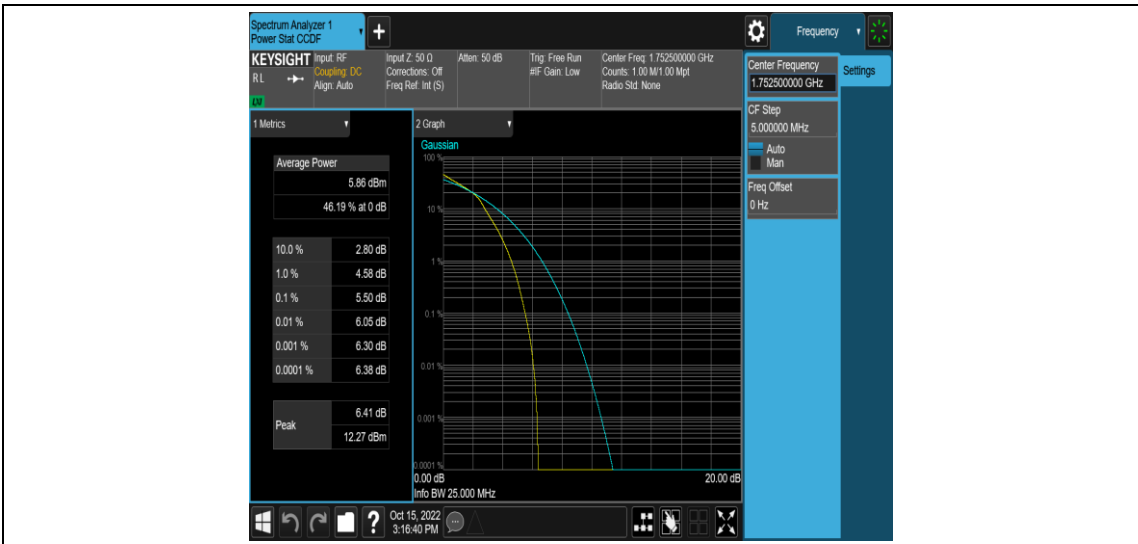 Spectrum Analyzer 1
Power Stat CCDF
+
Frequency
KEYSIGHT
RL
LXI
Input: RF
Coupling: DC
Align: Auto
Input Z: 50 Ω
Corrections: Off
Freq Ref: Int (S)
Atten: 50 dB
Trig: Free Run
#IF Gain: Low
Center Freq: 1.752500000 GHz
Counts: 1.00 M/1.00 Mpt
Radio Std: None
Center Frequency
1.752500000 GHz
Settings
CF Step
5.000000 MHz
Auto
Man
Freq Offset
0 Hz
1 Metrics
Average Power
5.86 dBm
46.19 % at 0 dB
10.0 % 2.80 dB
1.0 % 4.58 dB
0.1 % 5.50 dB
0.01 % 6.05 dB
0.001 % 6.30 dB
0.0001 % 6.38 dB
Peak
6.41 dB
12.27 dBm
2 Graph
Gaussian
100 %
10 %
1 %
0.1 %
0.01 %
0.001 %
0.0001 %
0.00 dB 20.00 dB
Info BW 25.000 MHz
?
Oct 15, 2022
3:16:40 PM